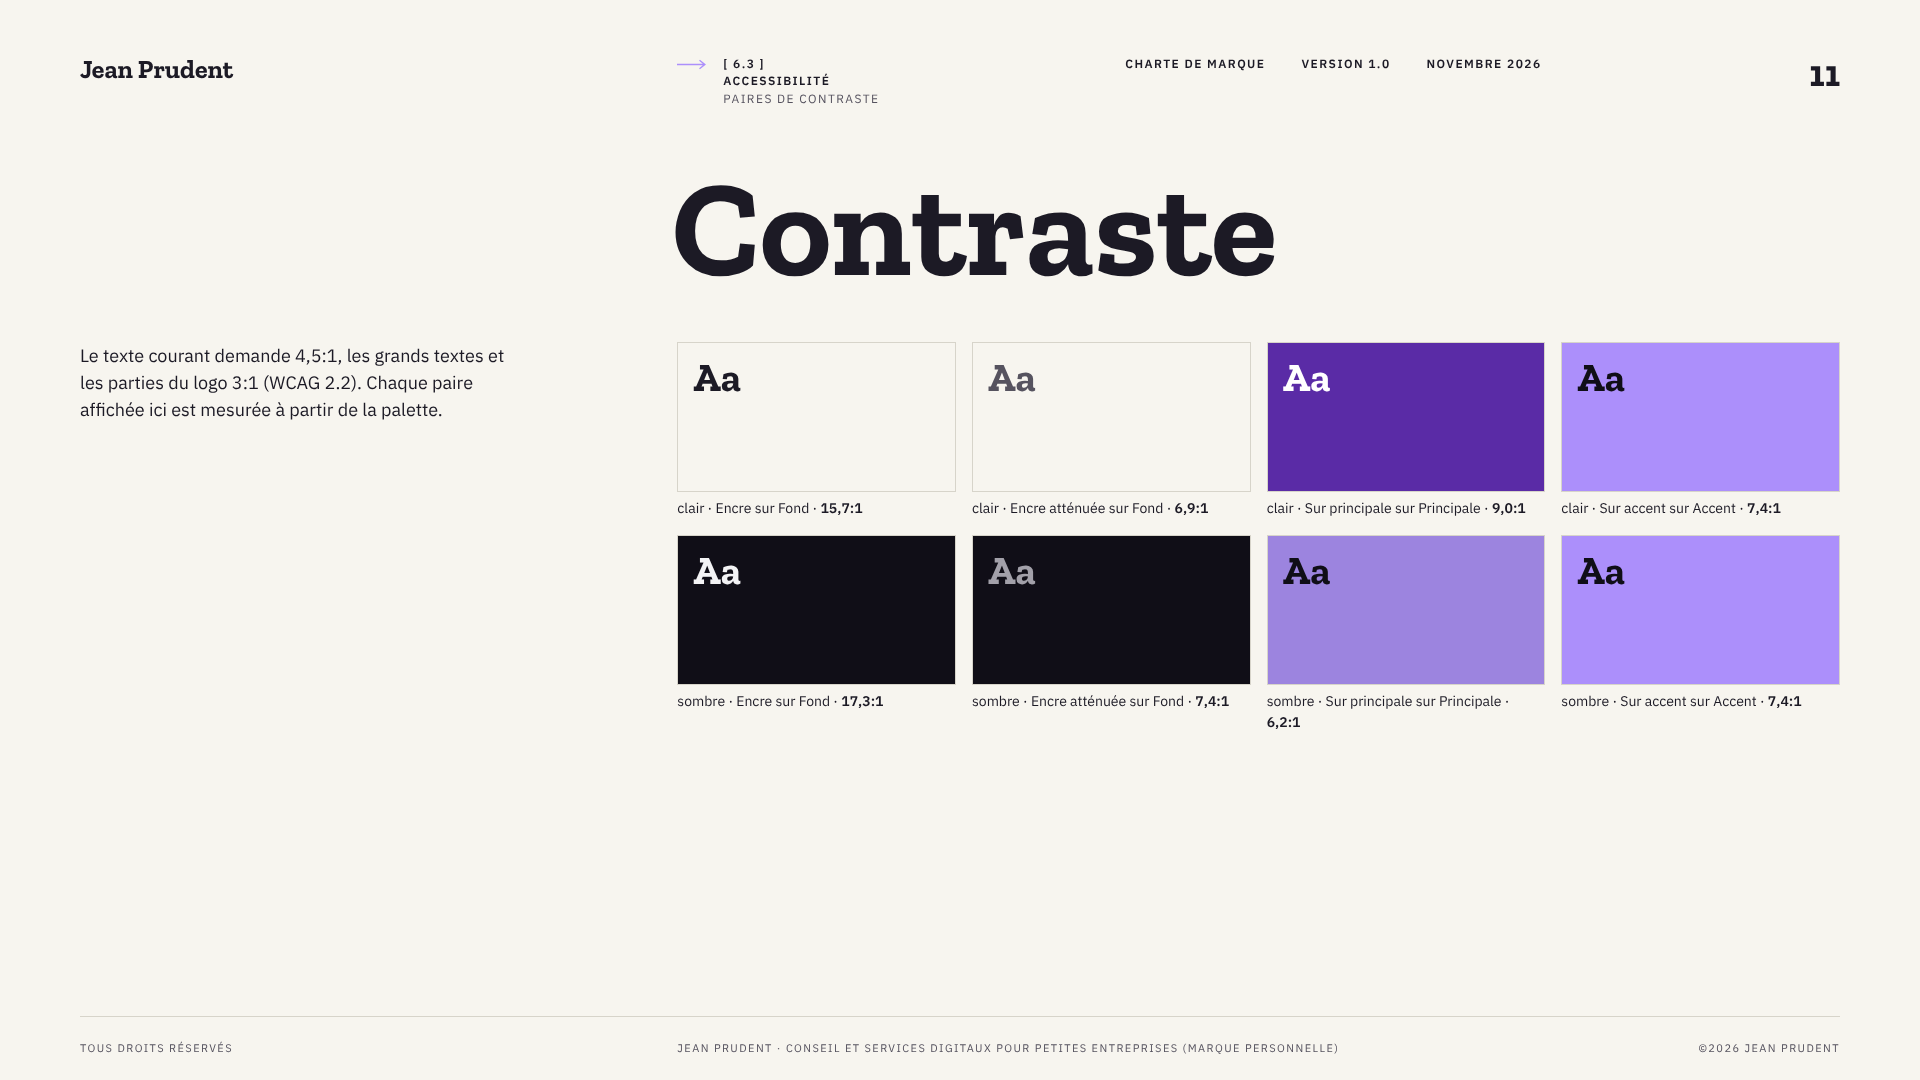 Jean Prudent
[ 6.3 ]
ACCESSIBILITÉ
PAIRES DE CONTRASTE
CHARTE DE MARQUE
VERSION 1.0
NOVEMBRE 2026
11
Contraste
Le texte courant demande 4,5:1, les grands textes et
les parties du logo 3:1 (WCAG 2.2). Chaque paire
affichée ici est mesurée à partir de la palette.
Aa
clair · Encre sur Fond · 15,7:1
Aa
clair · Encre atténuée sur Fond · 6,9:1
Aa
clair · Sur principale sur Principale · 9,0:1
Aa
clair · Sur accent sur Accent · 7,4:1
Aa
sombre · Encre sur Fond · 17,3:1
Aa
sombre · Encre atténuée sur Fond · 7,4:1
Aa
sombre · Sur principale sur Principale ·
6,2:1
Aa
sombre · Sur accent sur Accent · 7,4:1
TOUS DROITS RÉSERVÉS
JEAN PRUDENT · CONSEIL ET SERVICES DIGITAUX POUR PETITES ENTREPRISES (MARQUE PERSONNELLE)
©2026 JEAN PRUDENT